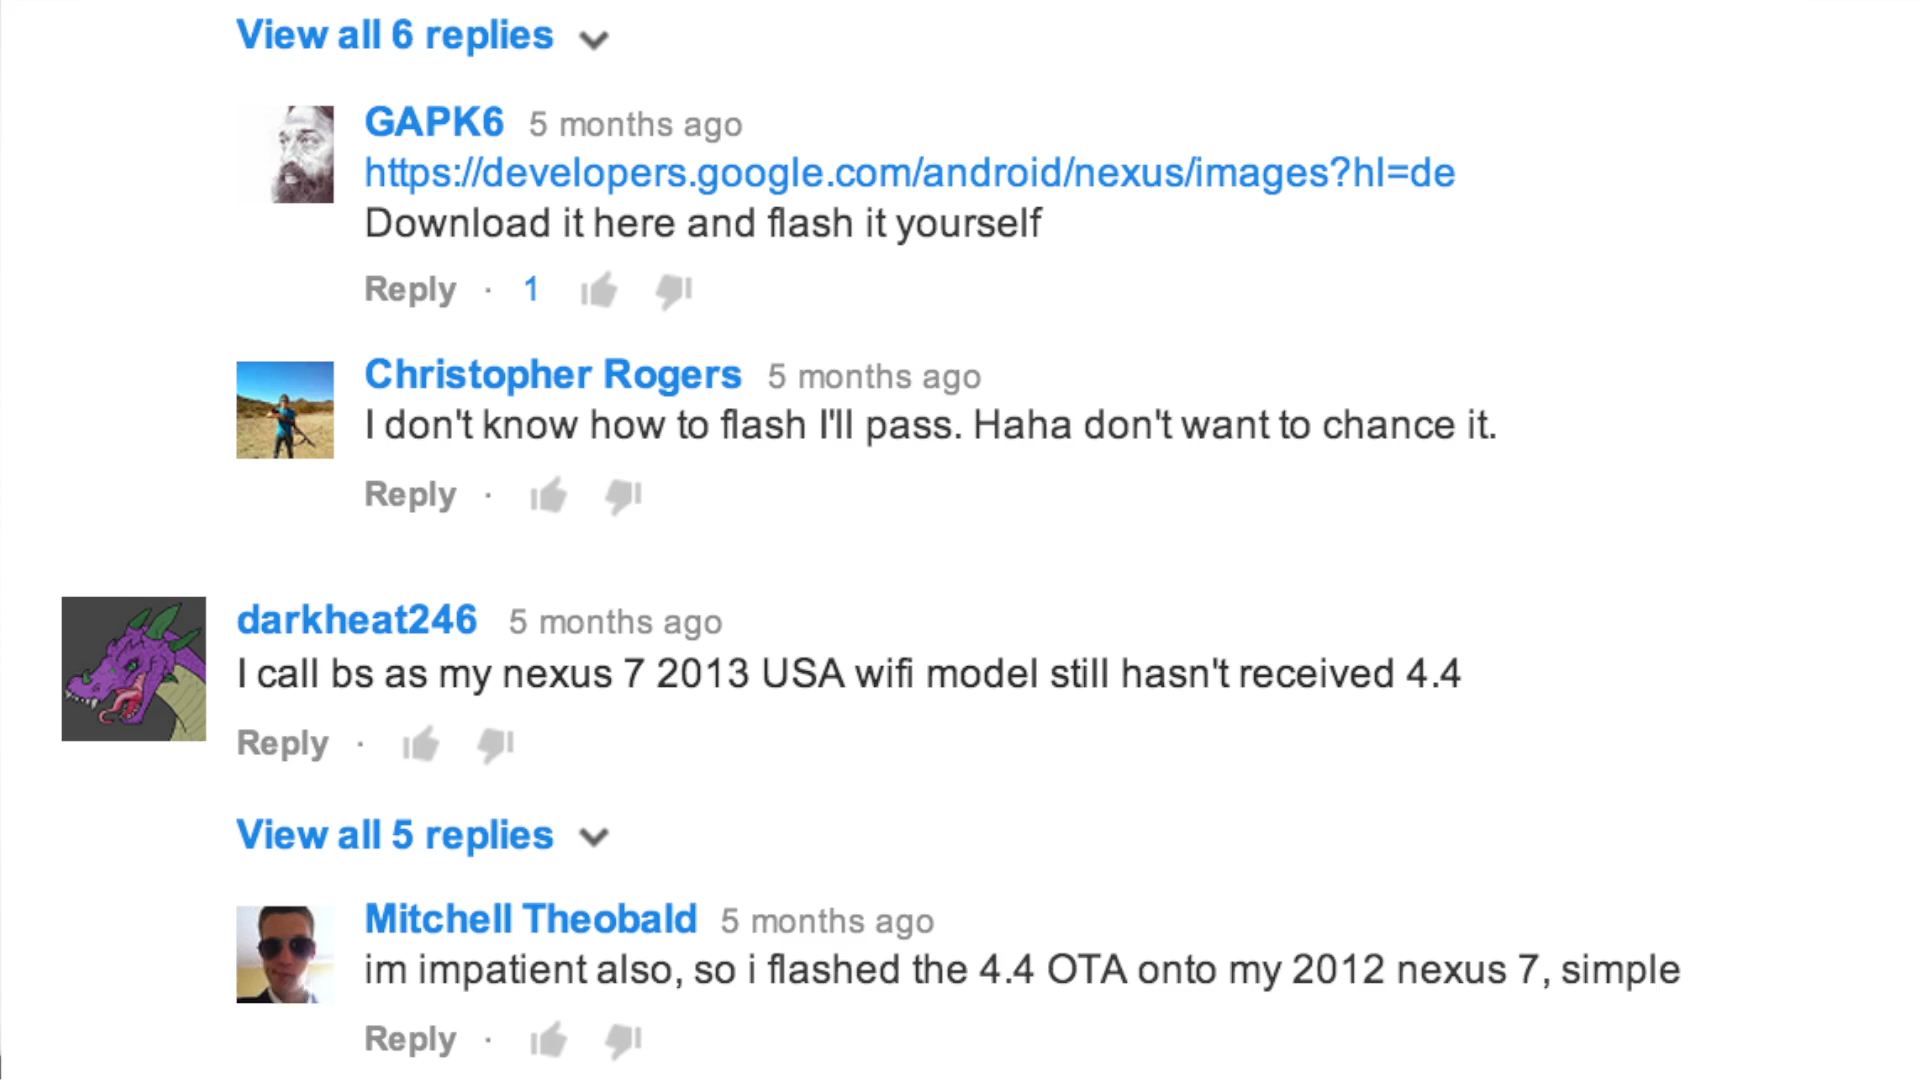 View all 6 replies
GAPK6 5 months ago
https://developers.google.com/android/nexus/images?hl=de
Download it here and flash it yourself
Reply · 1
Christopher Rogers 5 months ago
I don't know how to flash I'll pass. Haha don't want to chance it.
Reply ·
darkheat246 5 months ago
I call bs as my nexus 7 2013 USA wifi model still hasn't received 4.4
Reply ·
View all 5 replies
Mitchell Theobald 5 months ago
im impatient also, so i flashed the 4.4 OTA onto my 2012 nexus 7, simple
Reply ·